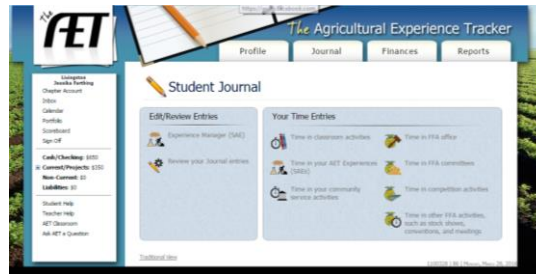 The AET
The Agricultural Experience Tracker
Profile
Journal
Finances
Reports
Student Journal
Livingston
Chapter Account
Inbox
Calendar
Portfolio
Scoreboard
Sign Off
Cash/Checking: $650
Current/Projects: $350
Non-Current: $0
Liabilities: $0
Student Help
Teacher Help
AET Classroom
Ask AET a Question
Edit/Review Entries
Experience Manager (SAE)
Review your Journal entries
Your Time Entries
Time in classroom activities
Time in your AET Experiences
(SAEs)
Time in your community
service activities
Time in FFA office
Time in FFA committees
Time in competition activities
Time in other FFA activities,
such as stock shows,
conventions, and meetings
Traditional View